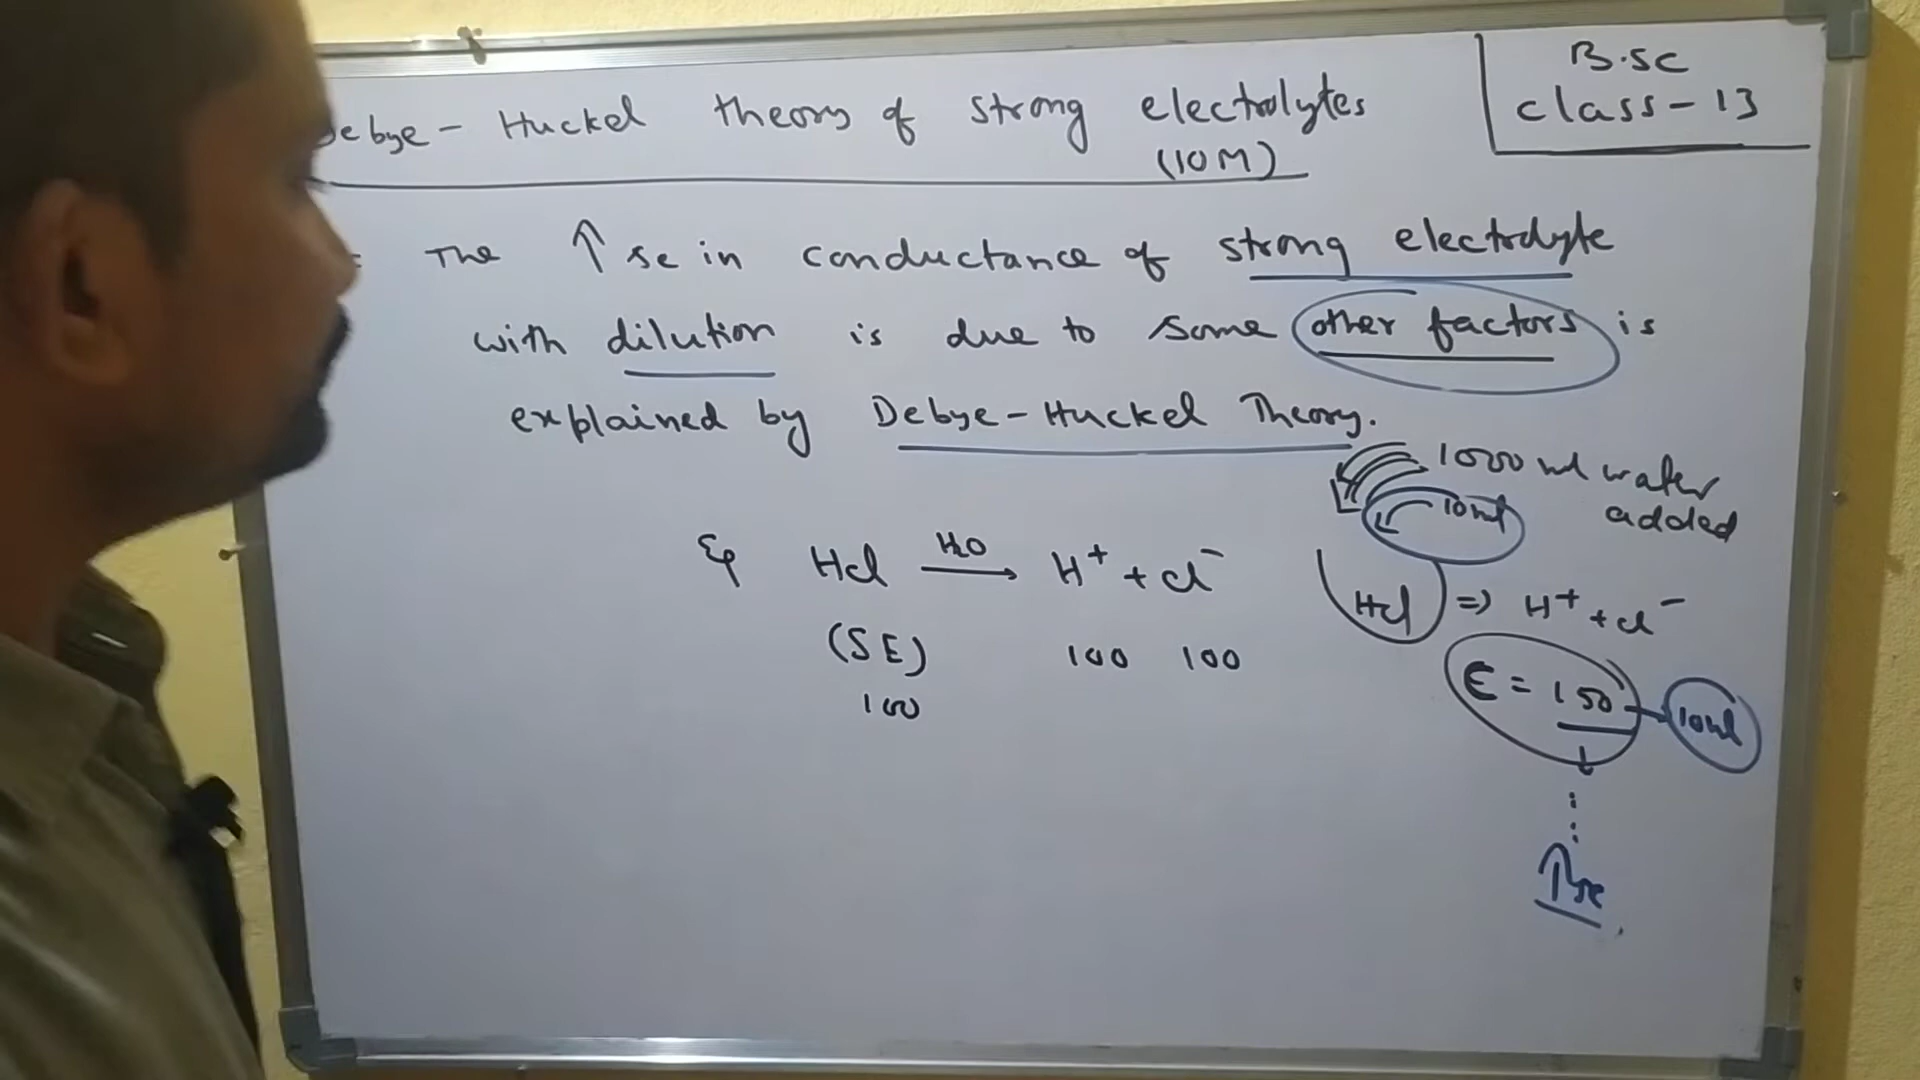 Debye - Huckel theory of strong electrolytes
(10M)
B.Sc
class - 13
The ↑ se in conductance of strong electrolyte
with dilution is due to some other factors is
explained by Debye - Huckel Theory.
1000 ml water
added
10ml
Eg HCl H2O → H+ + Cl-
HCl ⇒ H+ + Cl-
(SE) 100 100
100
ϵ = 150 → 10ml
↑se